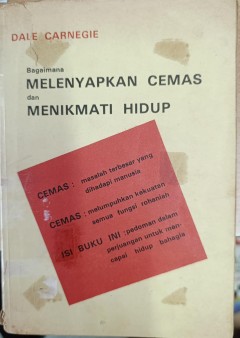 DALE CARNEGIE
Bagaimana
MELENYAPKAN CEMAS
dan
MENIKMATI HIDUP
CEMAS : masalah terbesar yang
dihadapi manusia
CEMAS : melumpuhkan kekuatan
semua fungsi rohaniah
ISI BUKU INI : pedoman dalam
perjuangan untuk men-
capai hidup bahagia